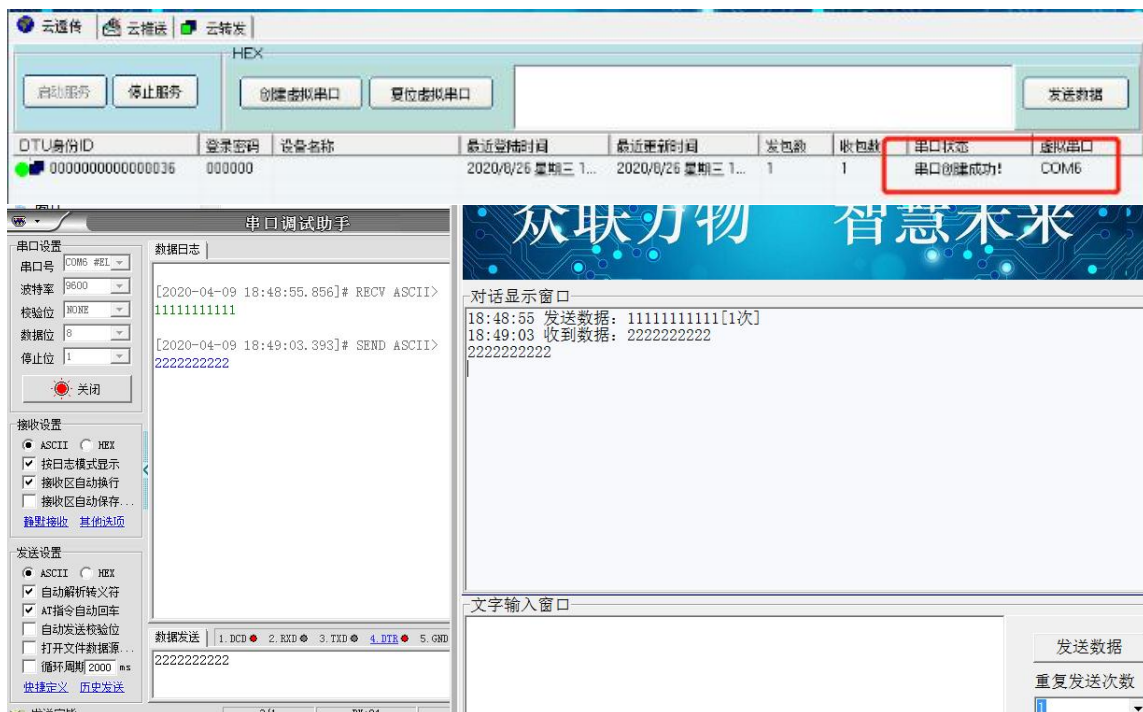 云透传 云推送 云转发
HEX
启动服务 停止服务 创建虚拟串口 复位虚拟串口 发送数据
DTU身份ID 登录密码 设备名称 最近登陆时间 最近更新时间 发包数 收包数 串口状态 虚拟串口
0000000000000036 000000 2020/8/26 星期三 1... 2020/8/26 星期三 1... 1 1 串口创建成功! COM6
串口调试助手
串口设置
串口号 COM6 #EL
波特率 9600
校验位 NONE
数据位 8
停止位 1
关闭
接收设置
ASCII HEX
按日志模式显示
接收区自动换行
接收区自动保存...
静默接收 其他选项
发送设置
ASCII HEX
自动解析转义符
AT指令自动回车
自动发送校验位
打开文件数据源...
循环周期 2000 ms
快捷定义 历史发送
数据日志
[2020-04-09 18:48:55.856]# RECV ASCII>
11111111111
[2020-04-09 18:49:03.393]# SEND ASCII>
2222222222
数据发送 1. DCD 2. RXD 3. TXD 4. DTR 5. GND
2222222222
众联万物 智慧未来
对话显示窗口
18:48:55 发送数据: 11111111111[1次]
18:49:03 收到数据: 2222222222
2222222222
文字输入窗口
发送数据
重复发送次数
1